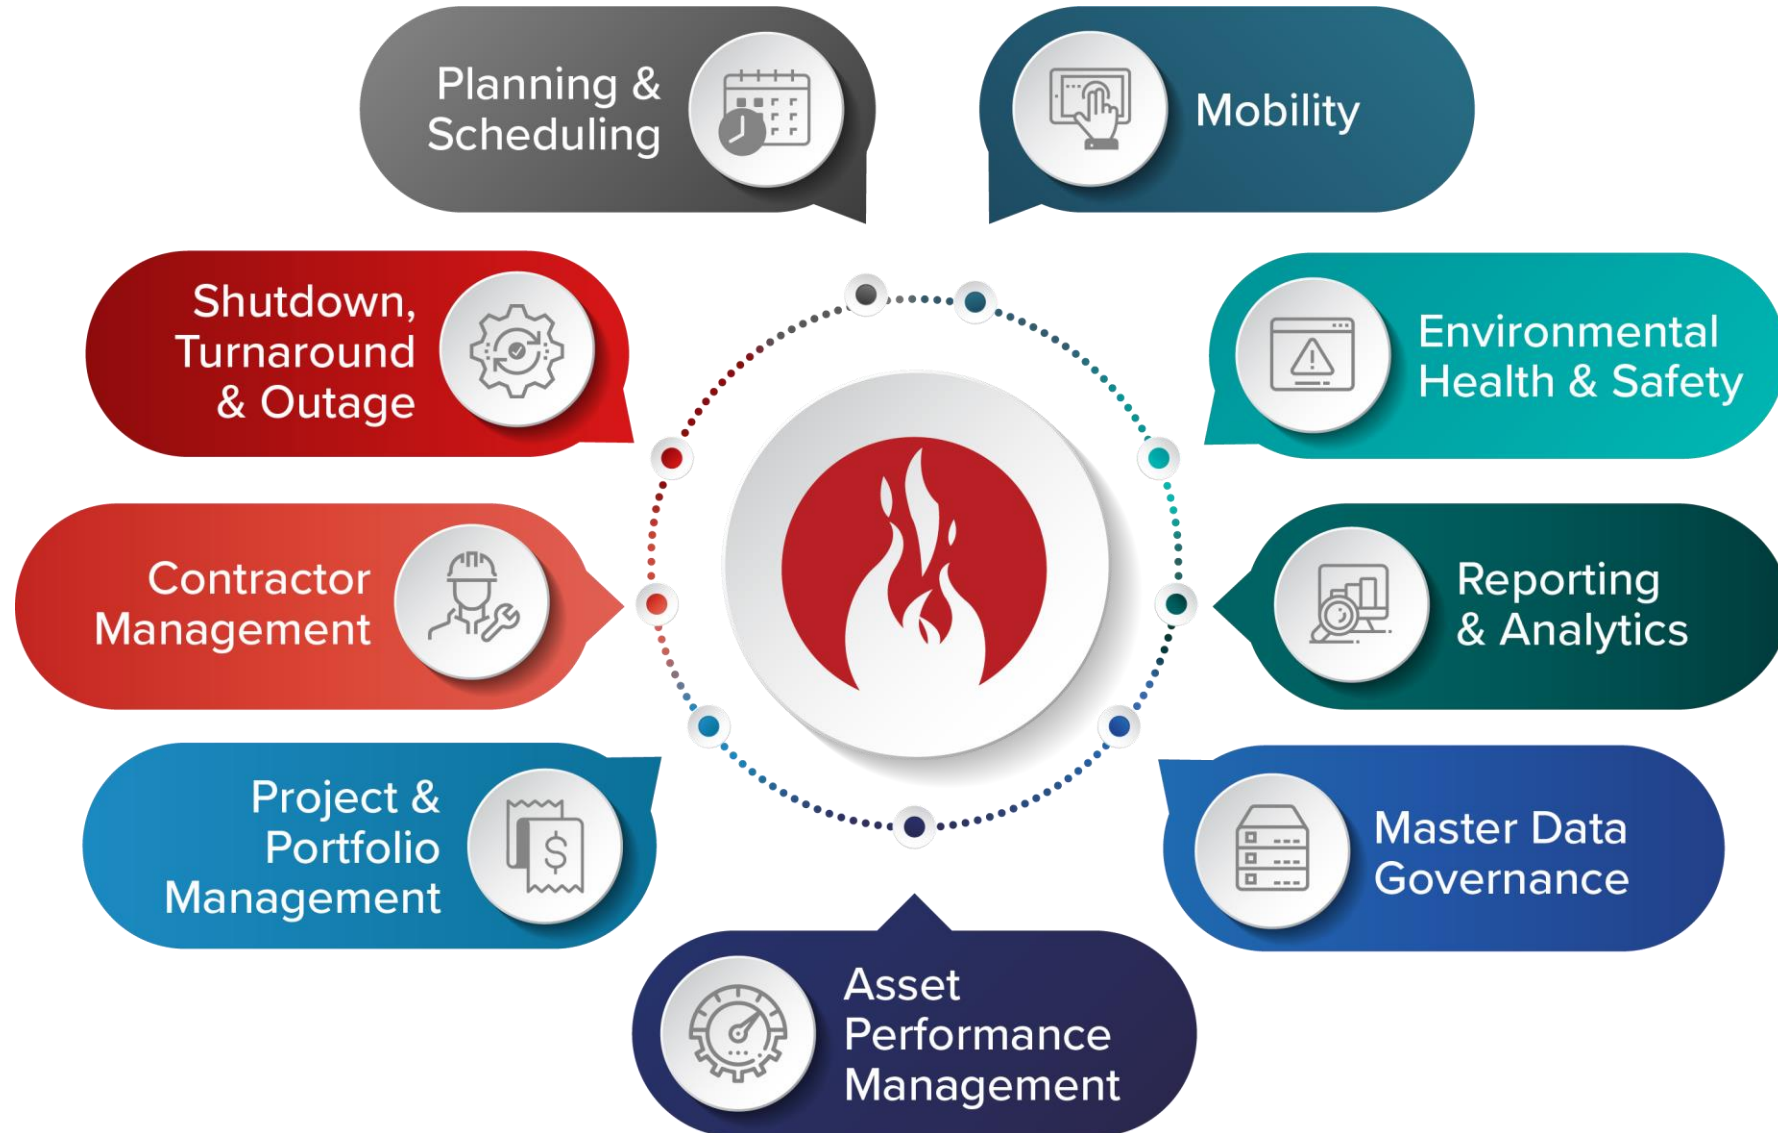 Planning &
Scheduling
Mobility
Shutdown,
Turnaround
& Outage
Environmental
Health & Safety
Contractor
Management
Reporting
& Analytics
Project &
Portfolio
Management
$
Master Data
Governance
Asset
Performance
Management